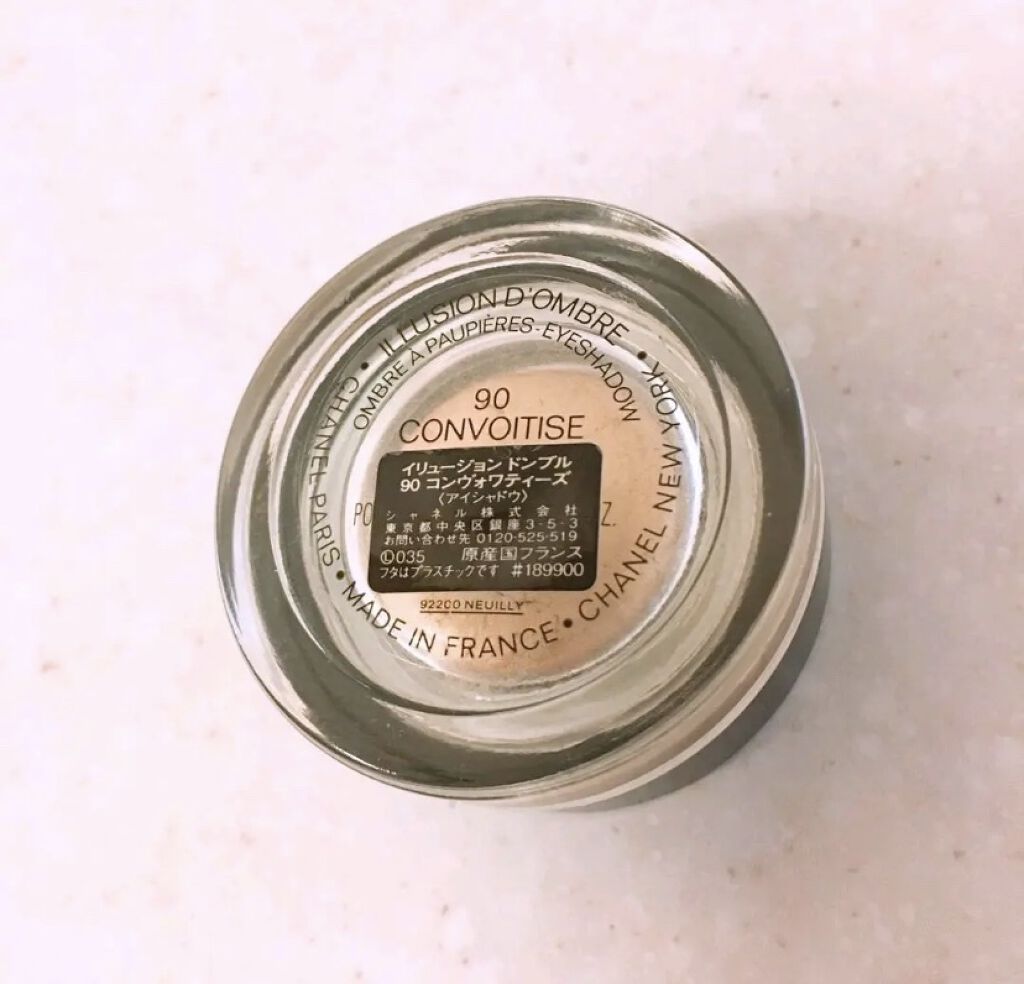 • ILLUSION D'OMBRE •
OMBRE À PAUPIÈRES-EYESHADOW
CHANEL PARIS • MADE IN FRANCE • CHANEL NEW YORK
90
CONVOITISE
イリュージョン ドンブル
90 コンヴォワティーズ
〈アイシャドウ〉
シャネル株式会社
東京都中央区銀座3-5-3
お問い合わせ先 0120-525-519
Ⓛ035 原産国フランス
フタはプラスチックです #189900
92200 NEUILLY